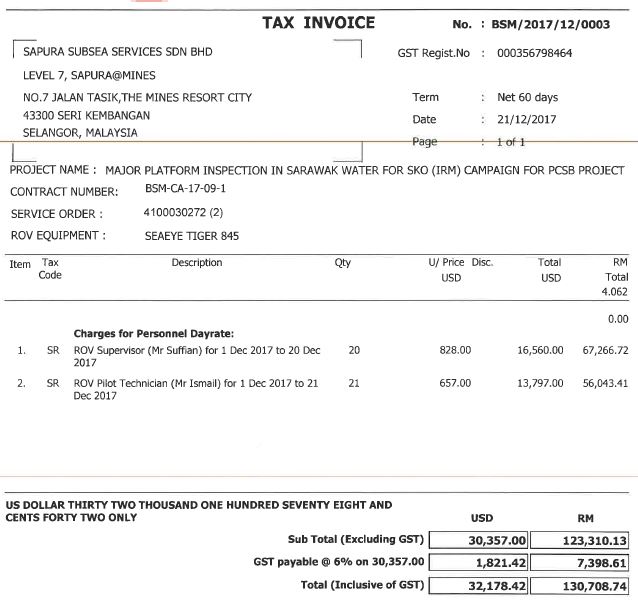 TAX INVOICE No. : BSM/2017/12/0003
SAPURA SUBSEA SERVICES SDN BHD GST Regist.No : 000356798464
LEVEL 7, SAPURA@MINES
NO.7 JALAN TASIK,THE MINES RESORT CITY Term : Net 60 days
43300 SERI KEMBANGAN Date : 21/12/2017
SELANGOR, MALAYSIA
Page : 1 of 1
PROJECT NAME : MAJOR PLATFORM INSPECTION IN SARAWAK WATER FOR SKO (IRM) CAMPAIGN FOR PCSB PROJECT
CONTRACT NUMBER: BSM-CA-17-09-1
SERVICE ORDER : 4100030272 (2)
ROV EQUIPMENT : SEAEYE TIGER 845
Item Tax Description Qty U/ Price Disc. Total RM
Code USD USD Total
4.062
0.00
Charges for Personnel Dayrate:
1. SR ROV Supervisor (Mr Suffian) for 1 Dec 2017 to 20 Dec 20 828.00 16,560.00 67,266.72
2017
2. SR ROV Pilot Technician (Mr Ismail) for 1 Dec 2017 to 21 21 657.00 13,797.00 56,043.41
Dec 2017
US DOLLAR THIRTY TWO THOUSAND ONE HUNDRED SEVENTY EIGHT AND
CENTS FORTY TWO ONLY USD RM
Sub Total (Excluding GST) 30,357.00 123,310.13
GST payable @ 6% on 30,357.00 1,821.42 7,398.61
Total (Inclusive of GST) 32,178.42 130,708.74